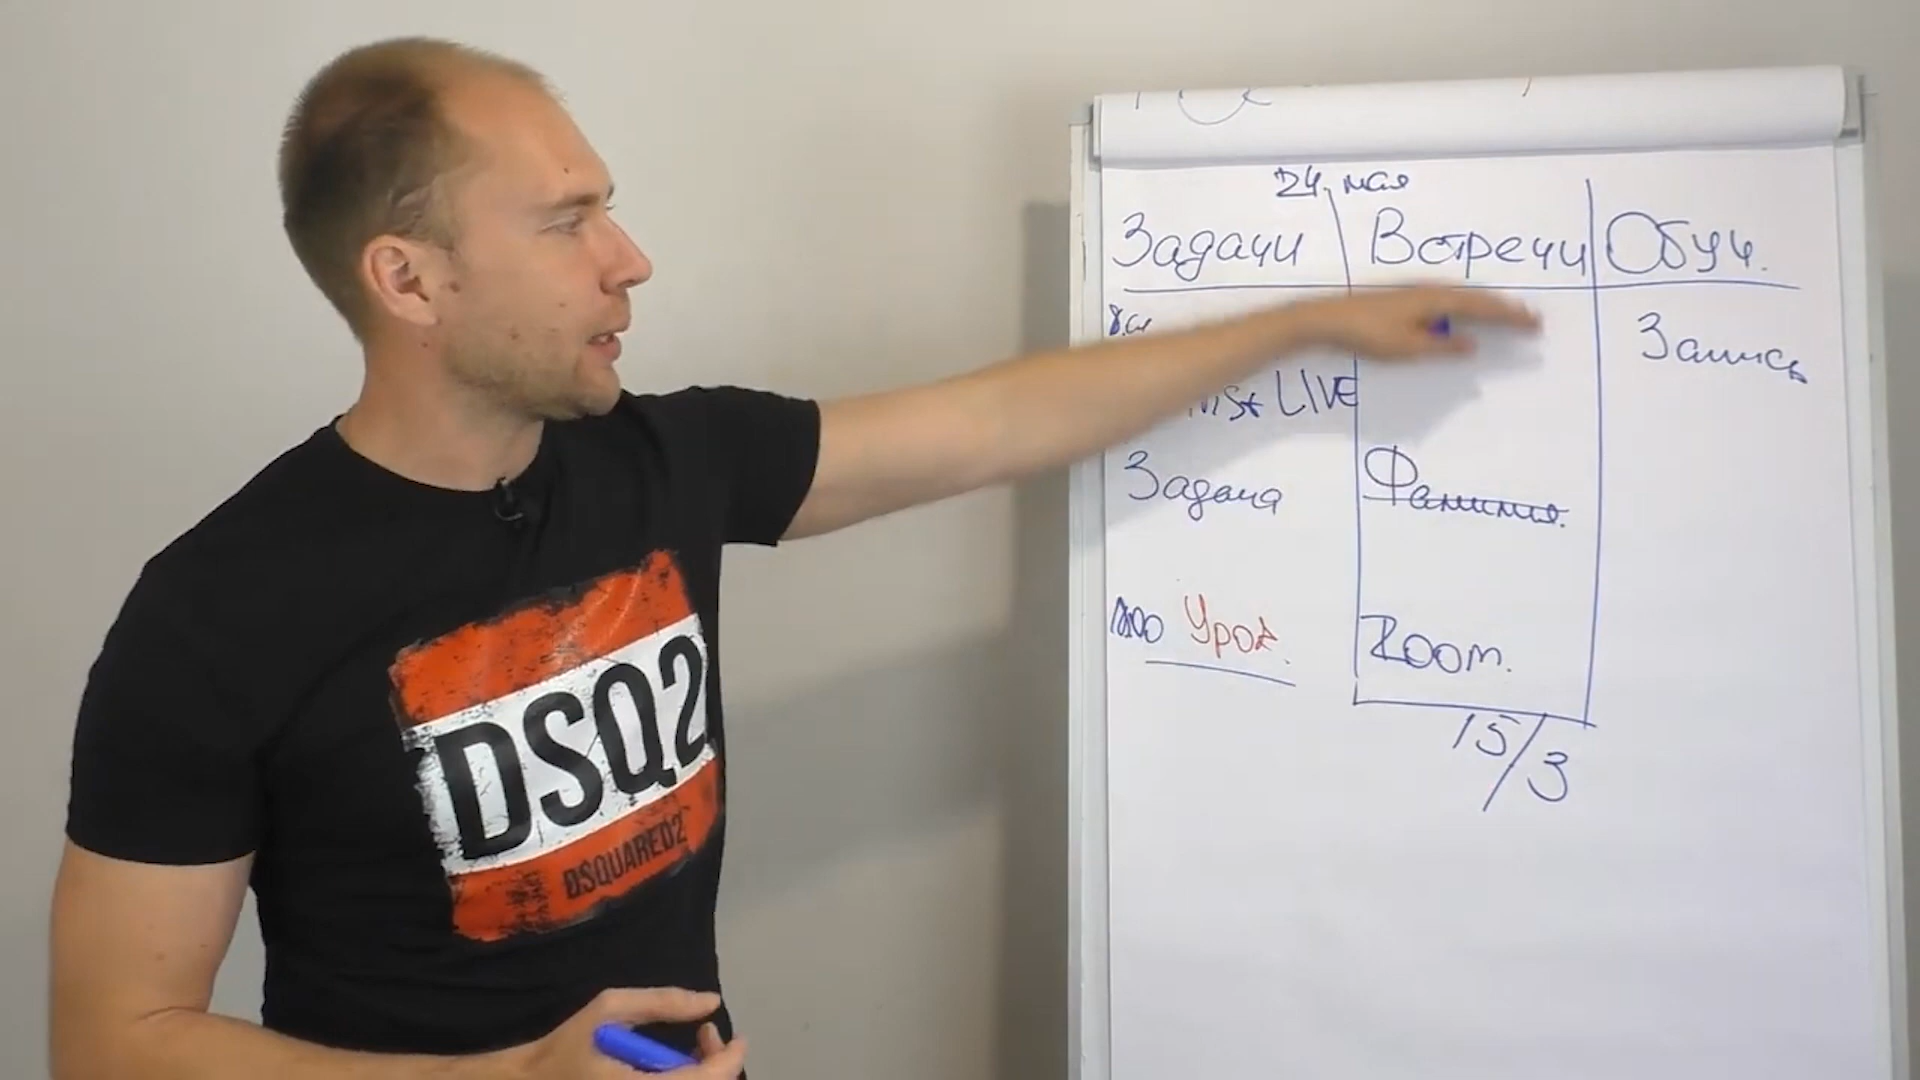 24 мая
Задачи Встречи Обуч.
Запись
LIVE
Задача Фамилия.
Урок. Zoom.
15/3
DSQ2
DSQUARED2